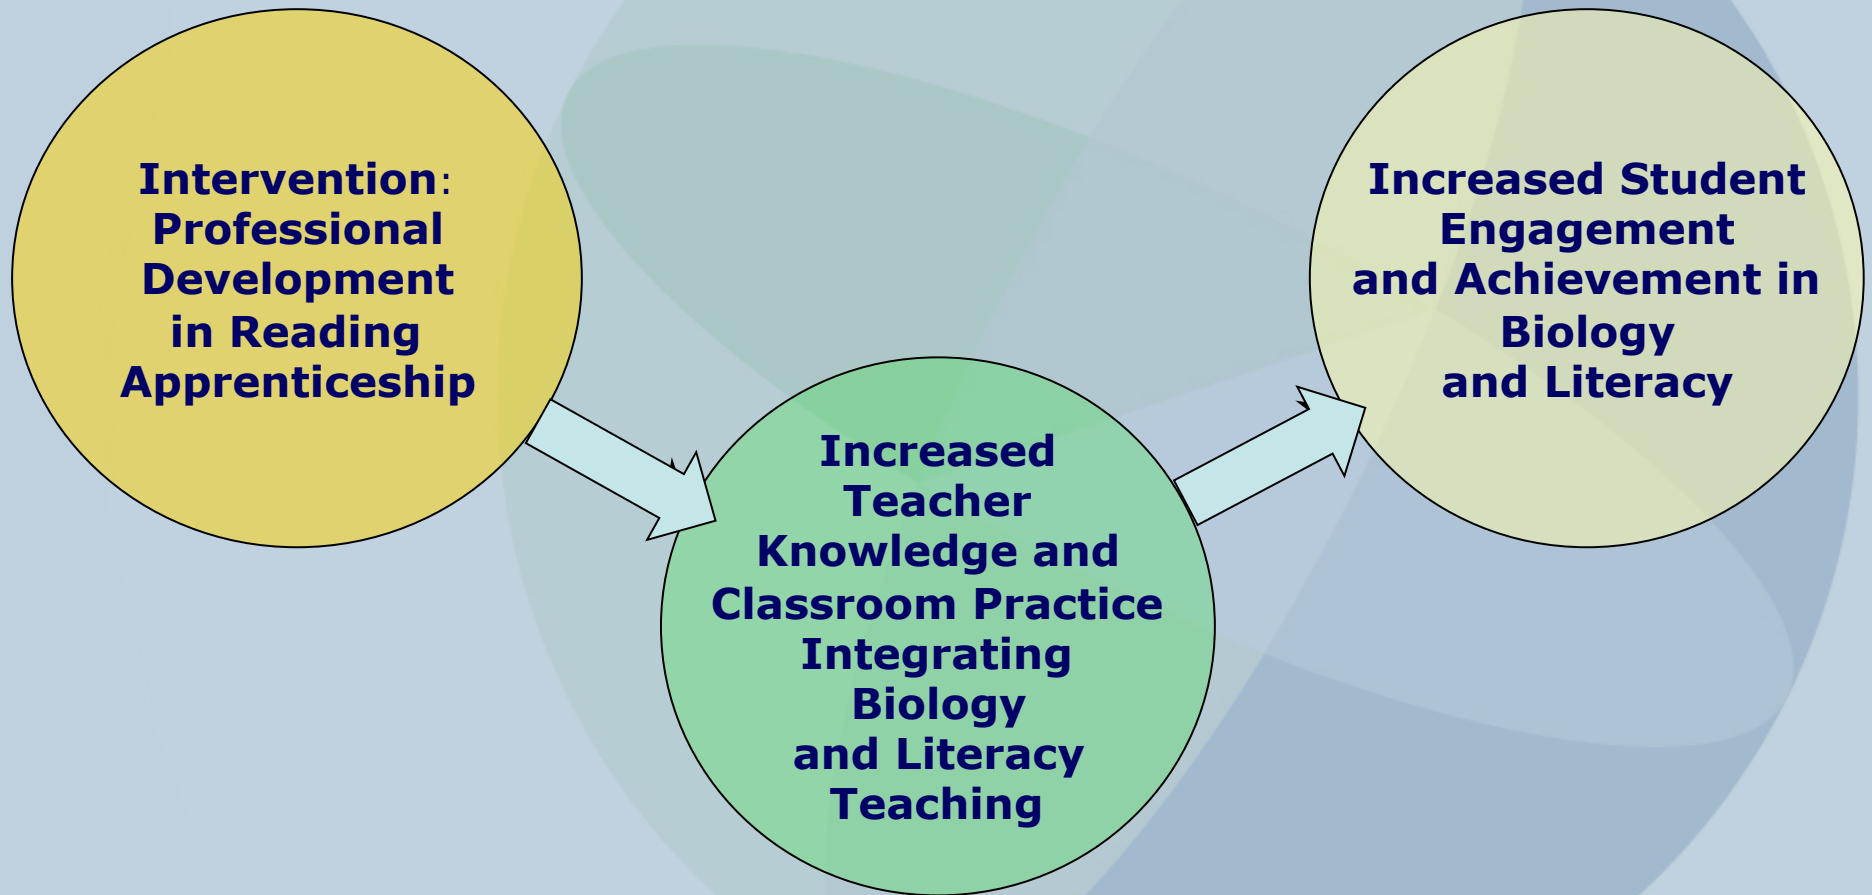 Intervention:
Professional
Development
in Reading
Apprenticeship
Increased
Teacher
Knowledge and
Classroom Practice
Integrating
Biology
and Literacy
Teaching
Increased Student
Engagement
and Achievement in
Biology
and Literacy